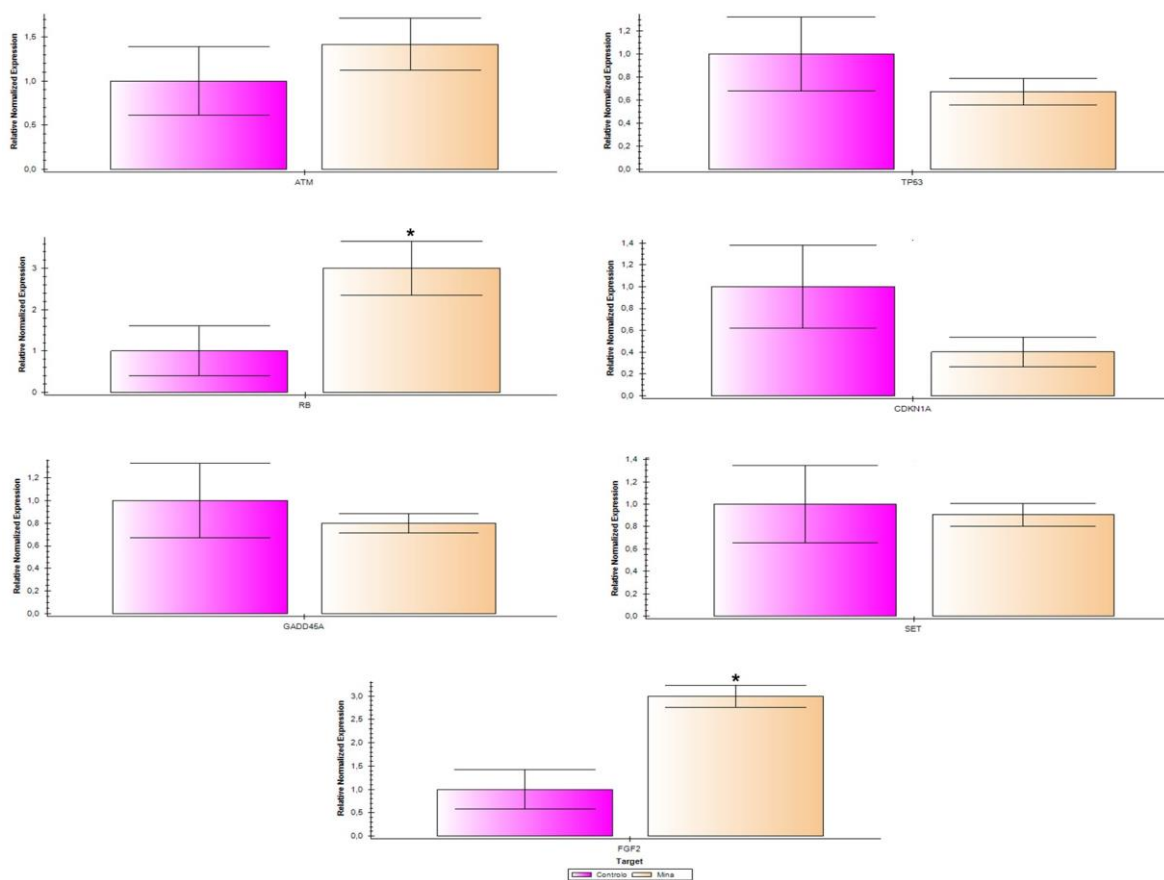 Relative Normalized Expression
1,5
1,0
0,5
0,0
ATM
Relative Normalized Expression
1,2
1,0
0,8
0,6
0,4
0,2
0,0
TP53
Relative Normalized Expression
3
2
1
0
*
RB
Relative Normalized Expression
1,4
1,2
1,0
0,8
0,6
0,4
0,2
0,0
CDKN1A
Relative Normalized Expression
1,2
1,0
0,8
0,6
0,4
0,2
0,0
GADD45A
Relative Normalized Expression
1,4
1,2
1,0
0,8
0,6
0,4
0,2
0,0
SET
Relative Normalized Expression
3,0
2,5
2,0
1,5
1,0
0,5
0,0
*
FGF2
Target
Controlo Mina